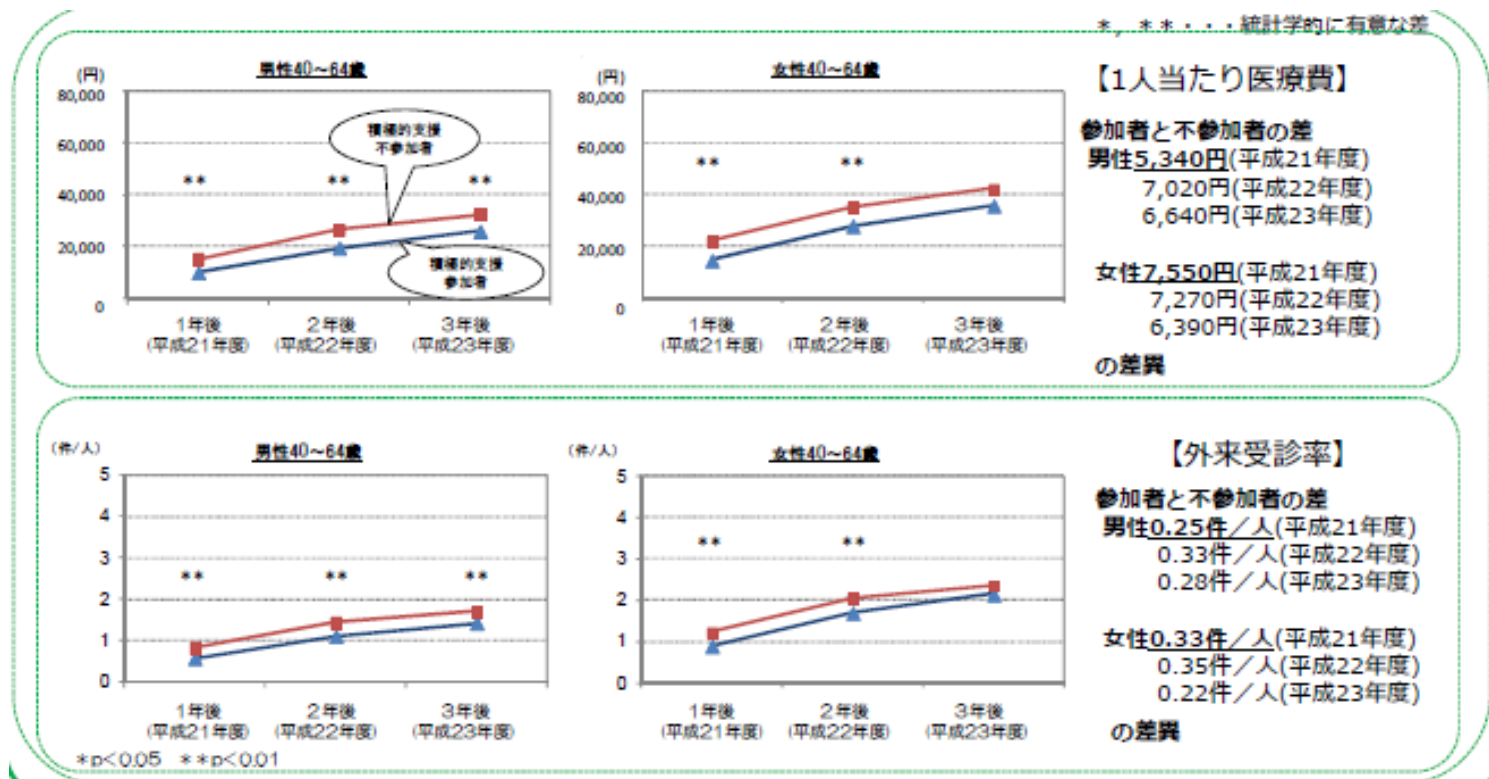 *, **・・・統計学的に有意な差
男性40～64歳
(円)
80,000
60,000
40,000
20,000
0
**
**
**
積極的支援
不参加者
積極的支援
参加者
1年後
(平成21年度)
2年後
(平成22年度)
3年後
(平成23年度)
女性40～64歳
(円)
80,000
60,000
40,000
20,000
0
**
**
1年後
(平成21年度)
2年後
(平成22年度)
3年後
(平成23年度)
【1人当たり医療費】
参加者と不参加者の差
男性5,340円(平成21年度)
7,020円(平成22年度)
6,640円(平成23年度)
女性7,550円(平成21年度)
7,270円(平成22年度)
6,390円(平成23年度)
の差異
男性40～64歳
(件/人)
5
4
3
2
1
0
**
**
**
1年後
(平成21年度)
2年後
(平成22年度)
3年後
(平成23年度)
女性40～64歳
(件/人)
5
4
3
2
1
0
**
**
1年後
(平成21年度)
2年後
(平成22年度)
3年後
(平成23年度)
【外来受診率】
参加者と不参加者の差
男性0.25件／人(平成21年度)
0.33件／人(平成22年度)
0.28件／人(平成23年度)
女性0.33件／人(平成21年度)
0.35件／人(平成22年度)
0.22件／人(平成23年度)
の差異
*p<0.05 **p<0.01